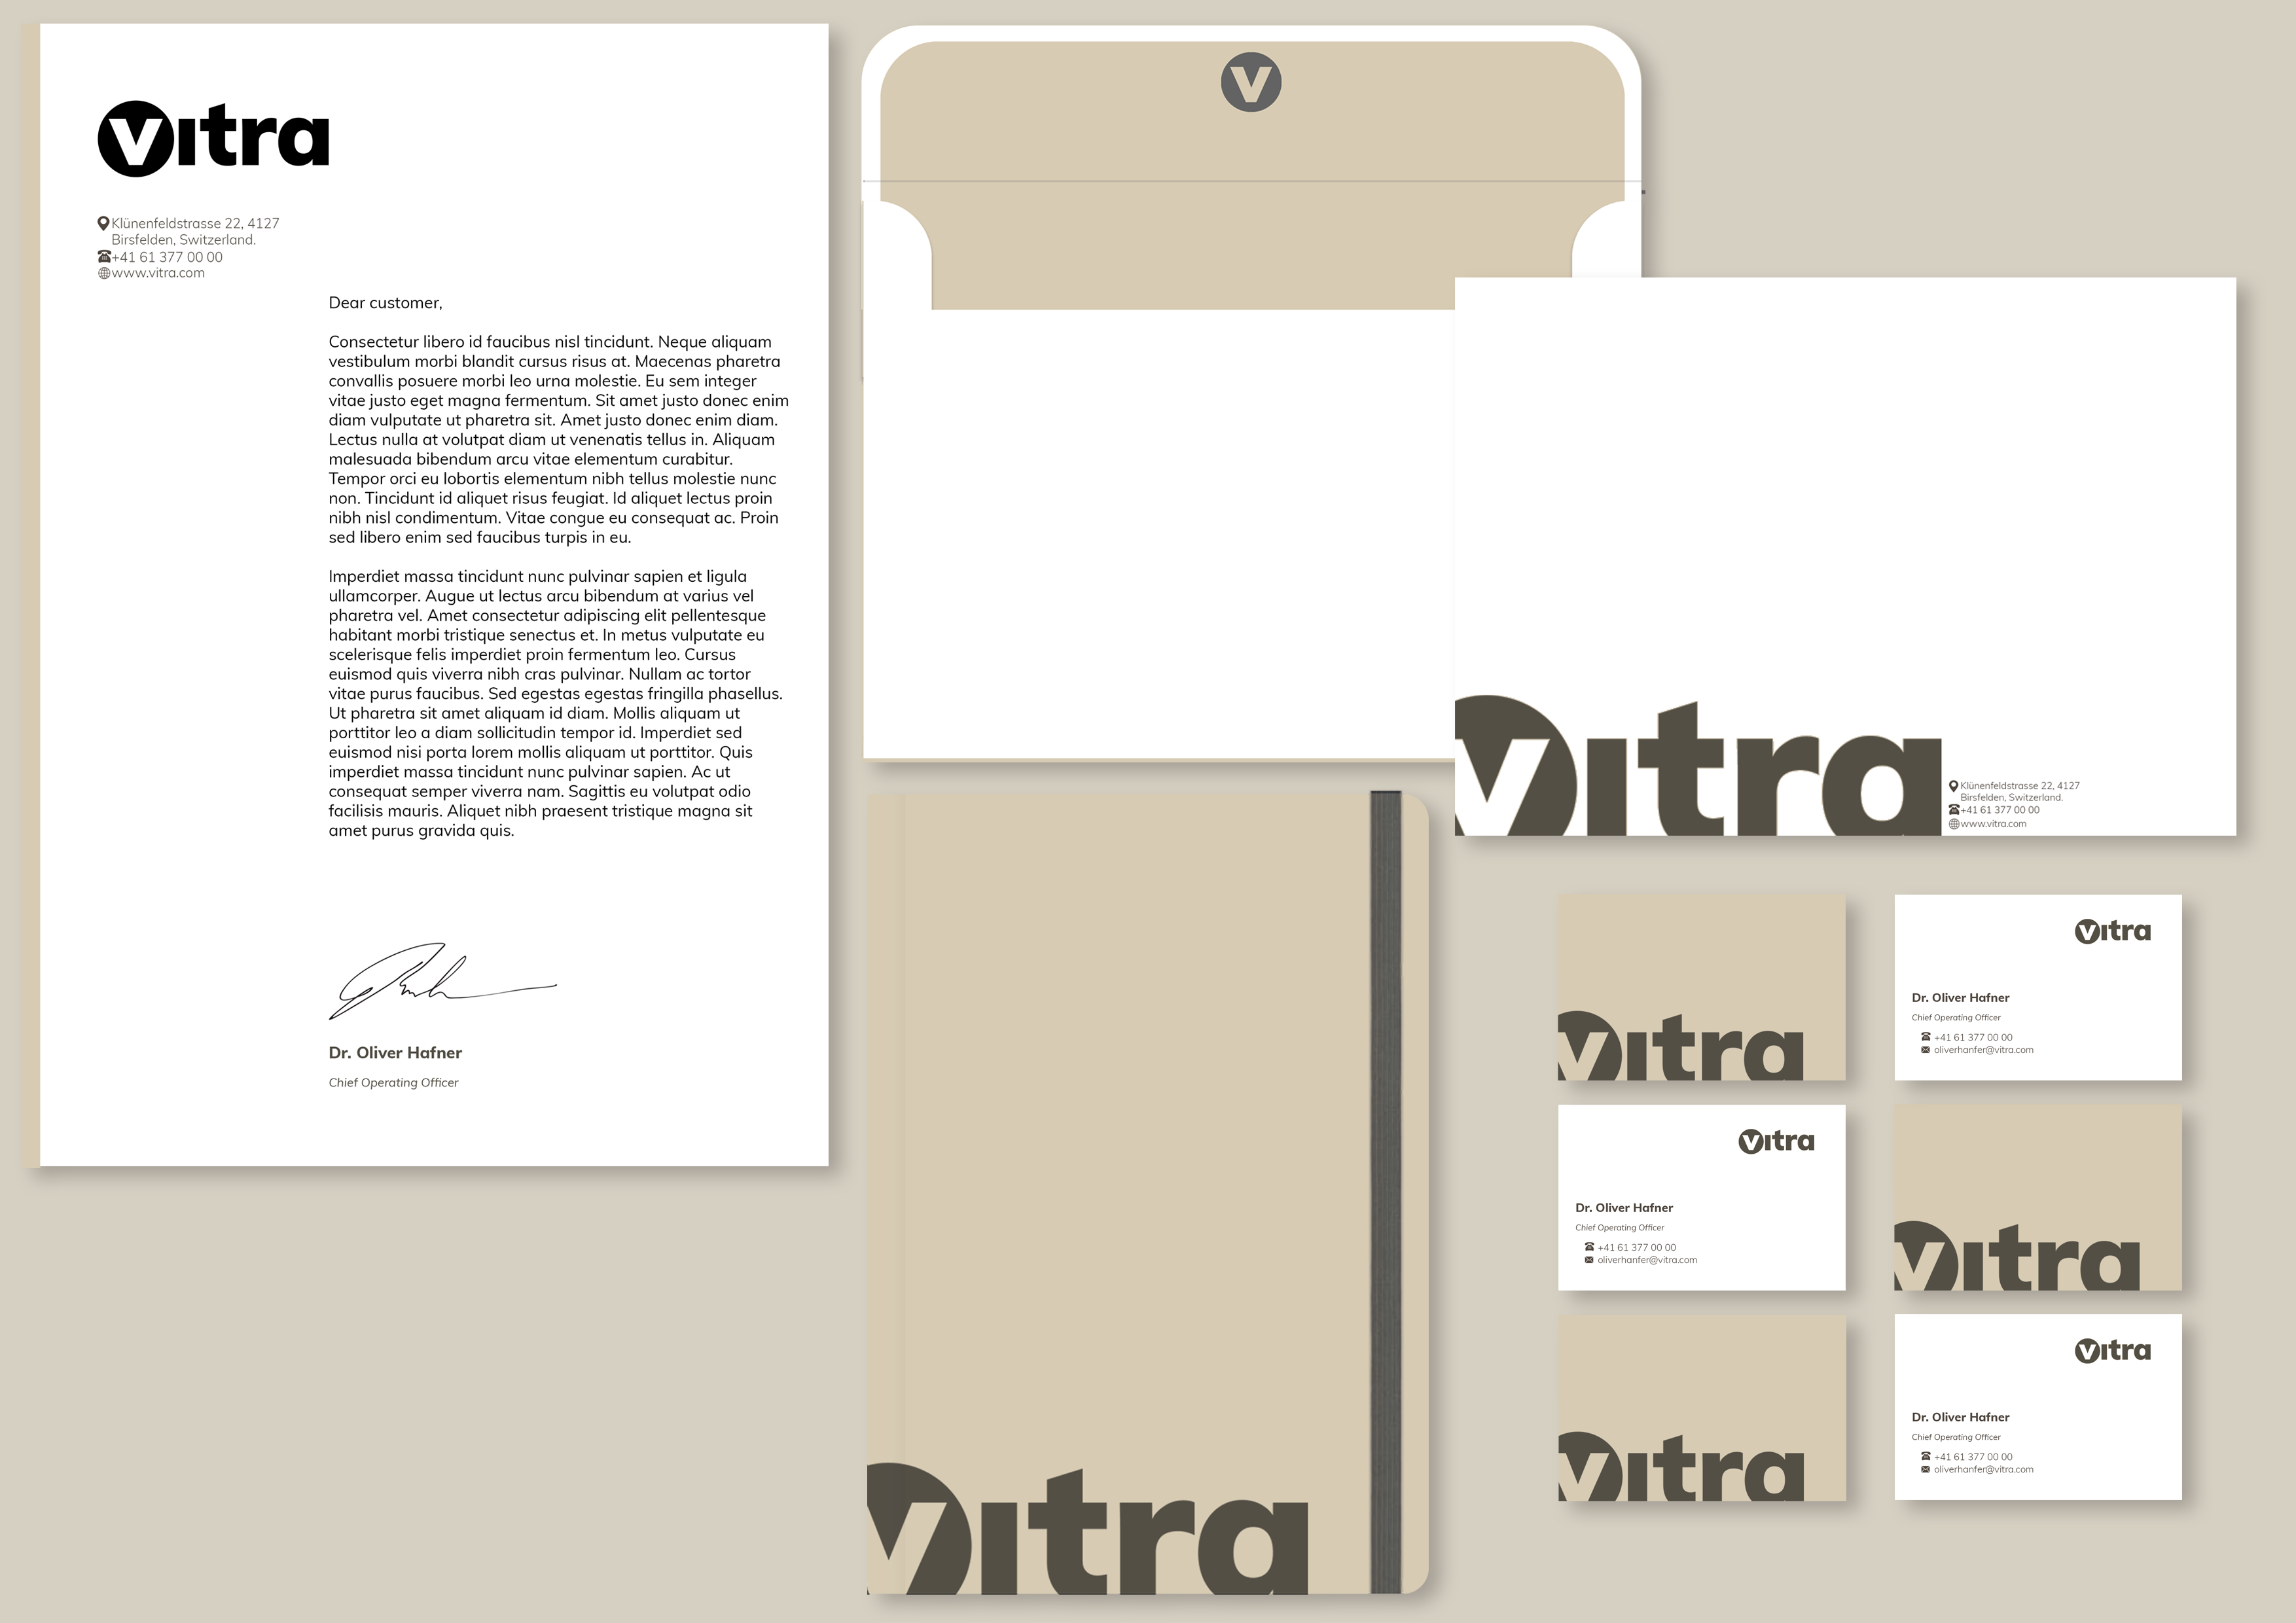 vitra
Klünenfeldstrasse 22, 4127
Birsfelden, Switzerland.
+41 61 377 00 00
www.vitra.com
Dear customer,
Consectetur libero id faucibus nisl tincidunt. Neque aliquam
vestibulum morbi blandit cursus risus at. Maecenas pharetra
convallis posuere morbi leo urna molestie. Eu sem integer
vitae justo eget magna fermentum. Sit amet justo donec enim
diam vulputate ut pharetra sit. Amet justo donec enim diam.
Lectus nulla at volutpat diam ut venenatis tellus in. Aliquam
malesuada bibendum arcu vitae elementum curabitur.
Tempor orci eu lobortis elementum nibh tellus molestie nunc
non. Tincidunt id aliquet risus feugiat. Id aliquet lectus proin
nibh nisl condimentum. Vitae congue eu consequat ac. Proin
sed libero enim sed faucibus turpis in eu.
Imperdiet massa tincidunt nunc pulvinar sapien et ligula
ullamcorper. Augue ut lectus arcu bibendum at varius vel
pharetra vel. Amet consectetur adipiscing elit pellentesque
habitant morbi tristique senectus et. In metus vulputate eu
scelerisque felis imperdiet proin fermentum leo. Cursus
euismod quis viverra nibh cras pulvinar. Nullam ac tortor
vitae purus faucibus. Sed egestas egestas fringilla phasellus.
Ut pharetra sit amet aliquam id diam. Mollis aliquam ut
porttitor leo a diam sollicitudin tempor id. Imperdiet sed
euismod nisi porta lorem mollis aliquam ut porttitor. Quis
imperdiet massa tincidunt nunc pulvinar sapien. Ac ut
consequat semper viverra nam. Sagittis eu volutpat odio
facilisis mauris. Aliquet nibh praesent tristique magna sit
amet purus gravida quis.
Dr. Oliver Hafner
Chief Operating Officer
v
vitra
Klünenfeldstrasse 22, 4127
Birsfelden, Switzerland.
+41 61 377 00 00
www.vitra.com
vitra
vitra
vitra
Dr. Oliver Hafner
Chief Operating Officer
+41 61 377 00 00
oliverhanfer@vitra.com
vitra
Dr. Oliver Hafner
Chief Operating Officer
+41 61 377 00 00
oliverhanfer@vitra.com
vitra
vitra
vitra
Dr. Oliver Hafner
Chief Operating Officer
+41 61 377 00 00
oliverhanfer@vitra.com